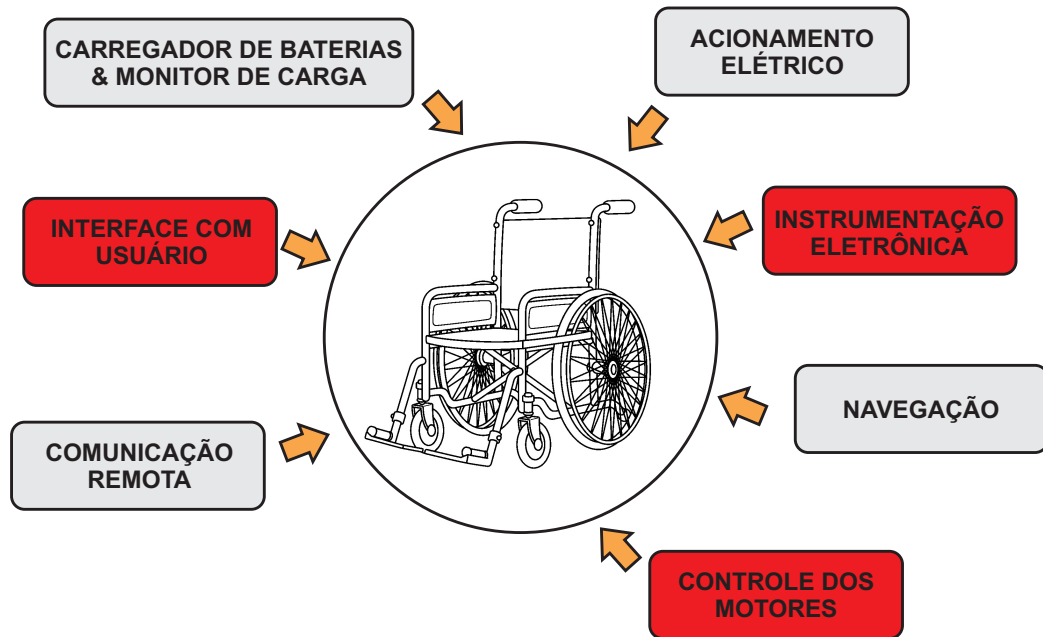 CARREGADOR DE BATERIAS
& MONITOR DE CARGA
ACIONAMENTO
ELÉTRICO
INTERFACE COM
USUÁRIO
INSTRUMENTAÇÃO
ELETRÔNICA
NAVEGAÇÃO
COMUNICAÇÃO
REMOTA
CONTROLE DOS
MOTORES